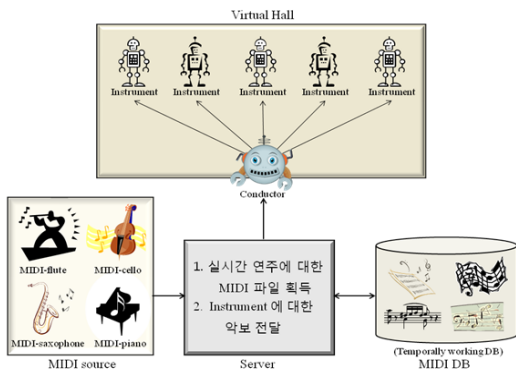 Virtual Hall
Instrument Instrument Instrument Instrument Instrument
Conductor
MIDI-flute MIDI-cello
MIDI-saxophone MIDI-piano
MIDI source
1. 실시간 연주에 대한
MIDI 파일 획득
2. Instrument 에 대한
악보 전달
Server
(Temporally working DB)
MIDI DB